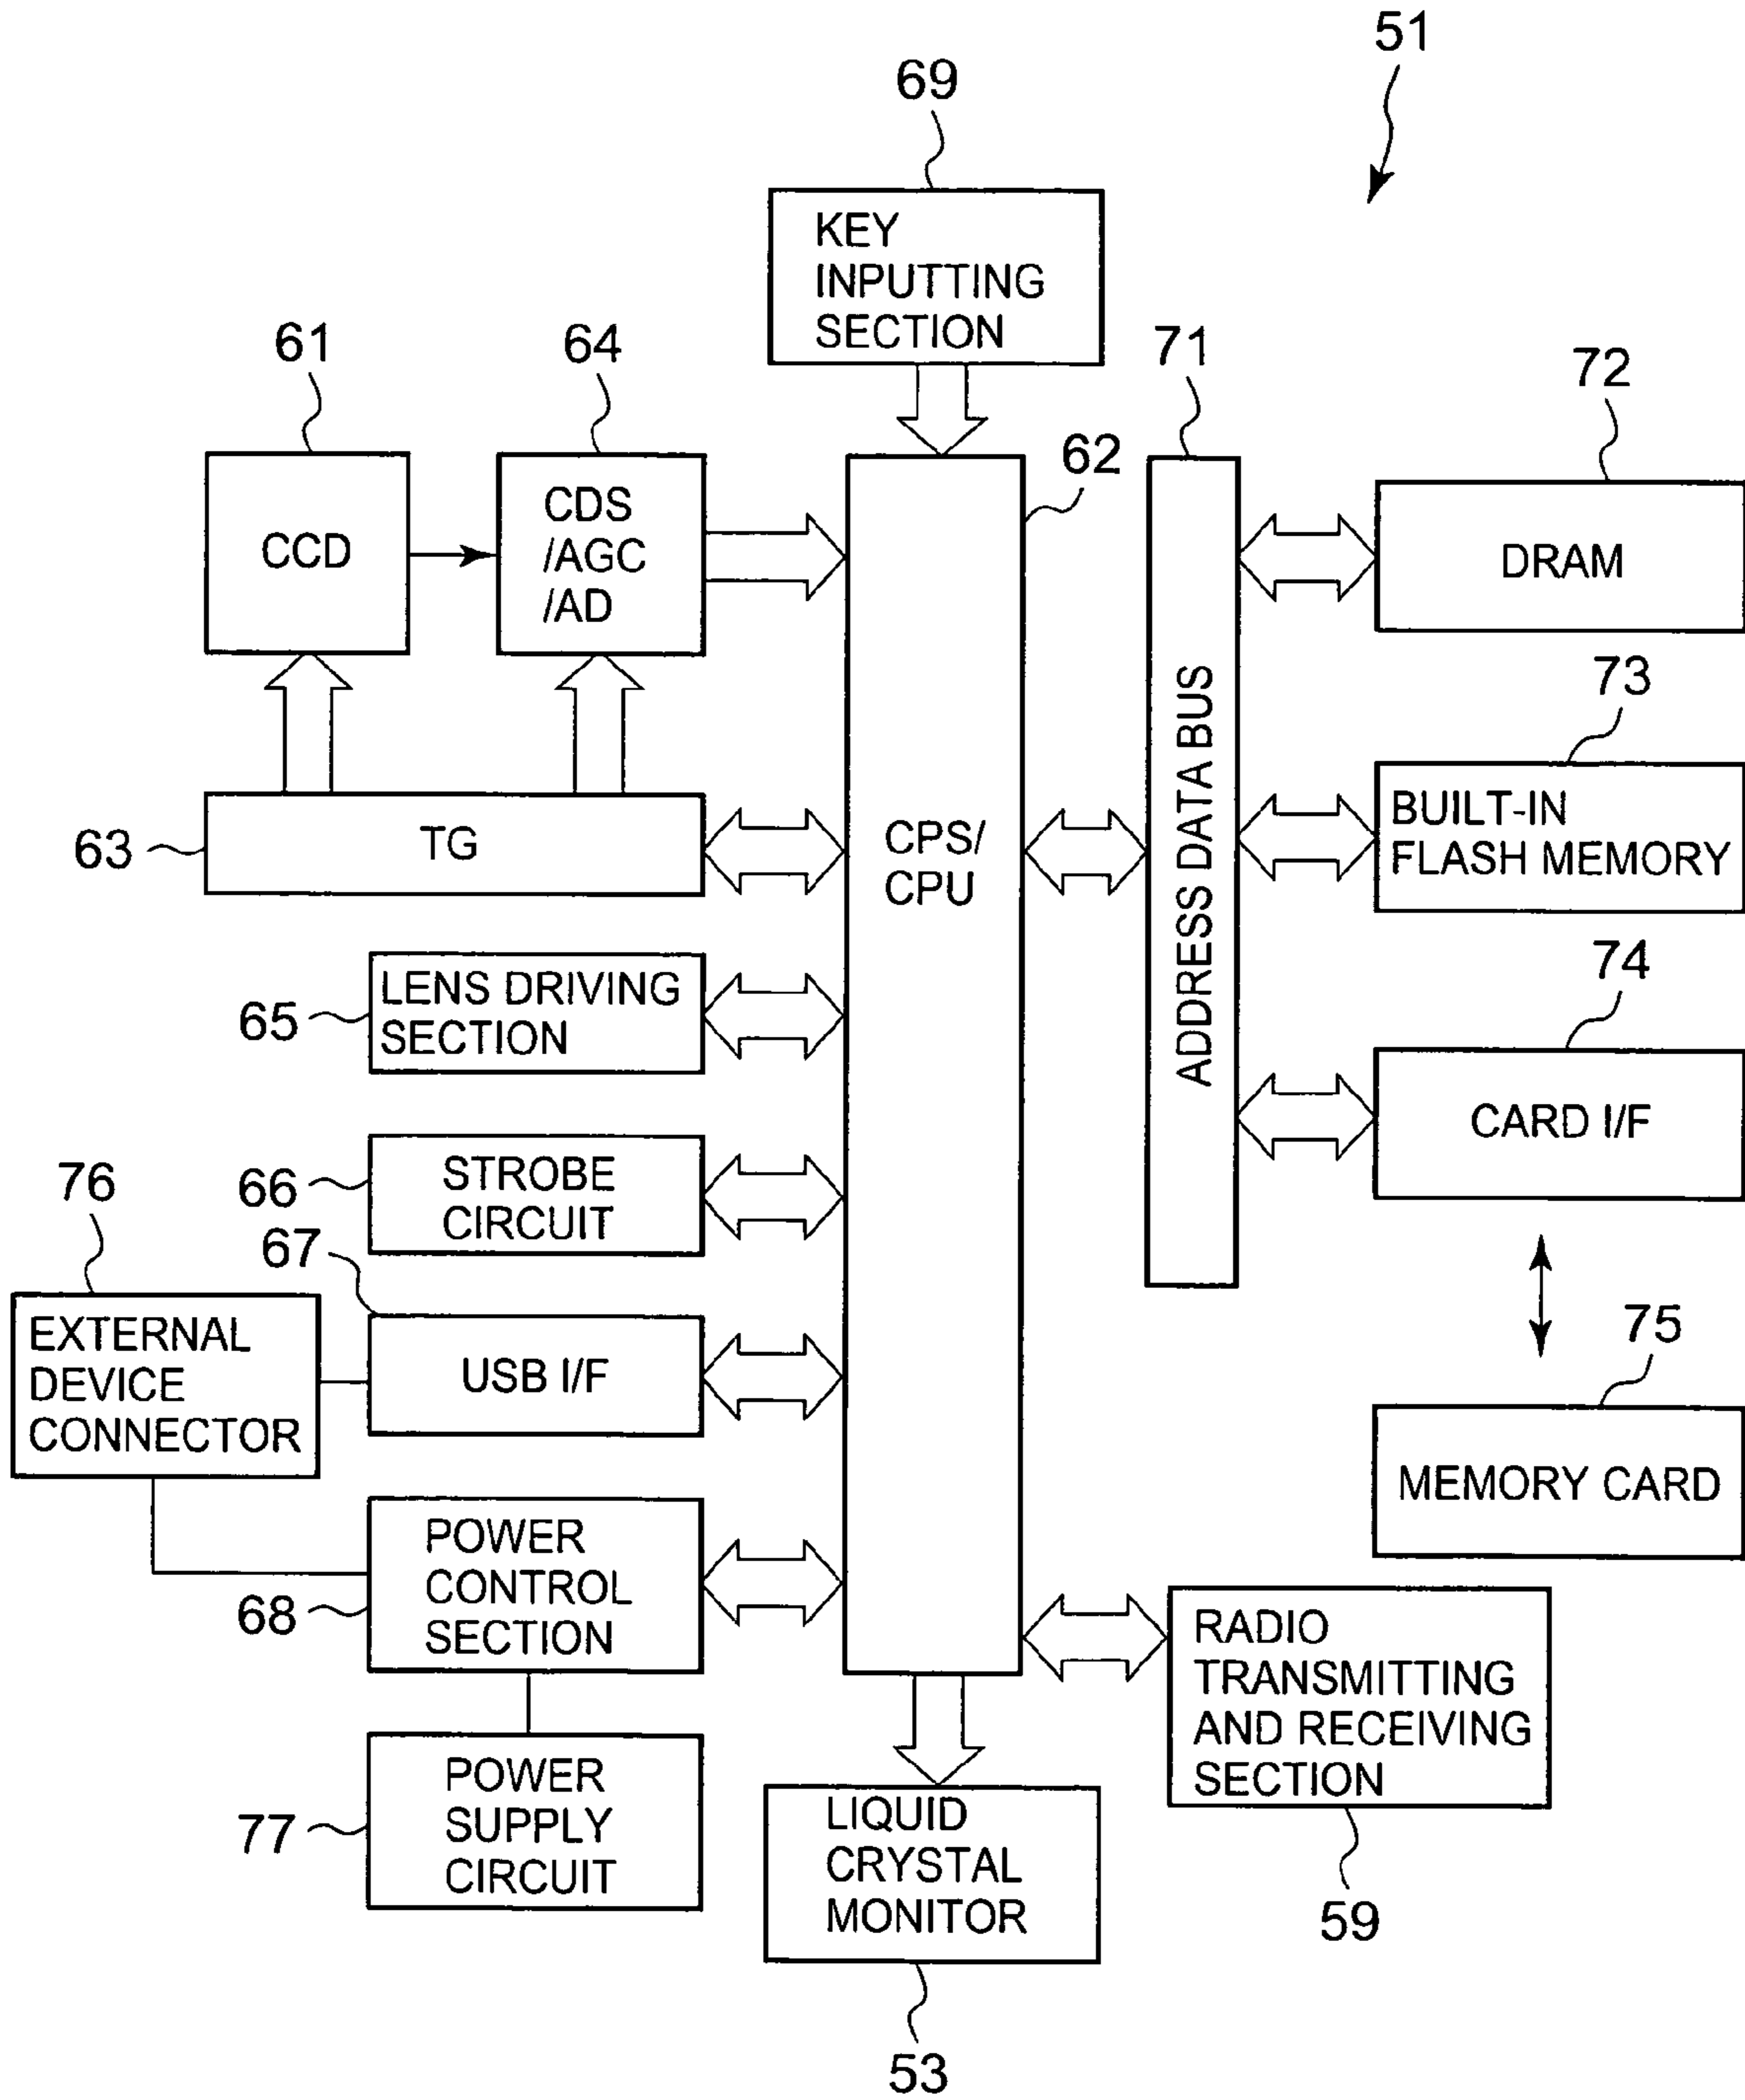 51
69
KEY
INPUTTING
SECTION
61
64
71
72
62
CCD
CDS
/AGC
/AD
DRAM
73
63
TG
CPS/
CPU
ADDRESS DATA BUS
BUILT-IN
FLASH MEMORY
74
65
LENS DRIVING
SECTION
CARD I/F
76
66
STROBE
CIRCUIT
67
EXTERNAL
DEVICE
CONNECTOR
USB I/F
75
MEMORY CARD
68
POWER
CONTROL
SECTION
RADIO
TRANSMITTING
AND RECEIVING
SECTION
77
POWER
SUPPLY
CIRCUIT
LIQUID
CRYSTAL
MONITOR
59
53